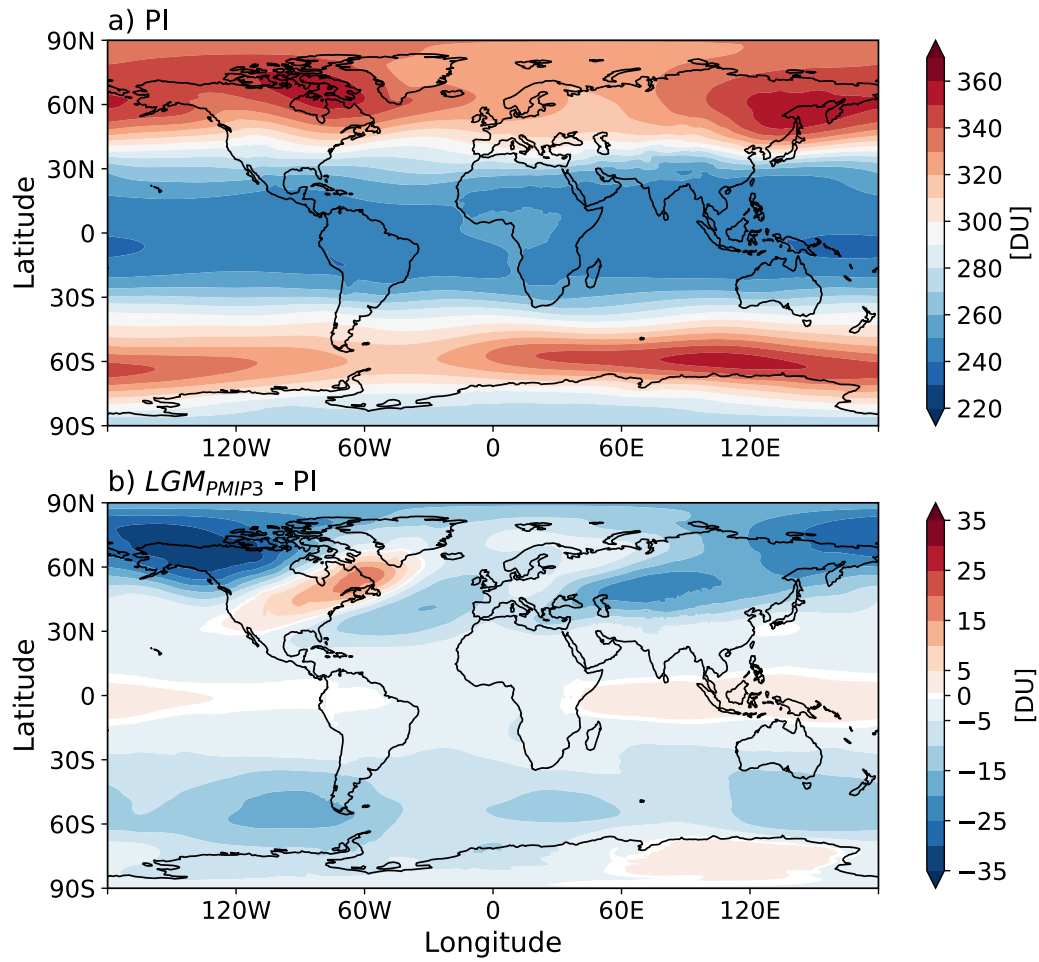 a) PI
90N
60N
30N
0
30S
60S
90S
Latitude
120W 60W 0 60E 120E
360
340
320
300
280
260
240
220
[DU]
b) LGM_PMIP3 - PI
90N
60N
30N
0
30S
60S
90S
Latitude
120W 60W 0 60E 120E
Longitude
35
25
15
5
0
−5
−15
−25
−35
[DU]